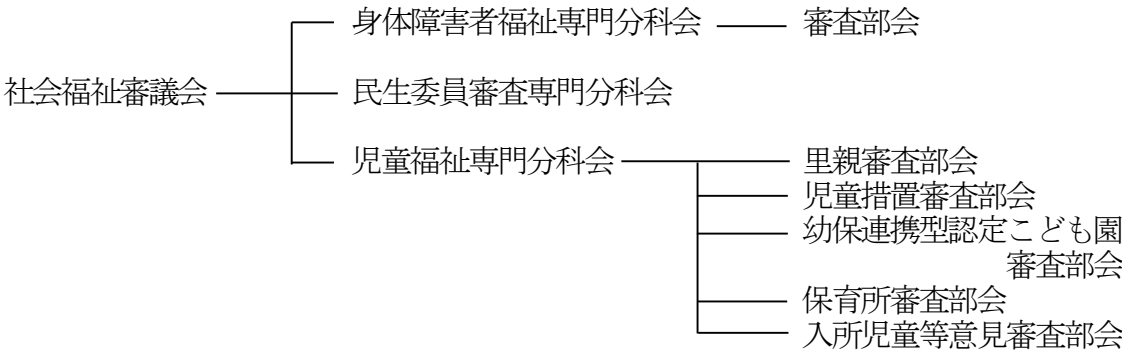 身体障害者福祉専門分科会
審査部会
社会福祉審議会
民生委員審査専門分科会
児童福祉専門分科会
里親審査部会
児童措置審査部会
幼保連携型認定こども園
審査部会
保育所審査部会
入所児童等意見審査部会